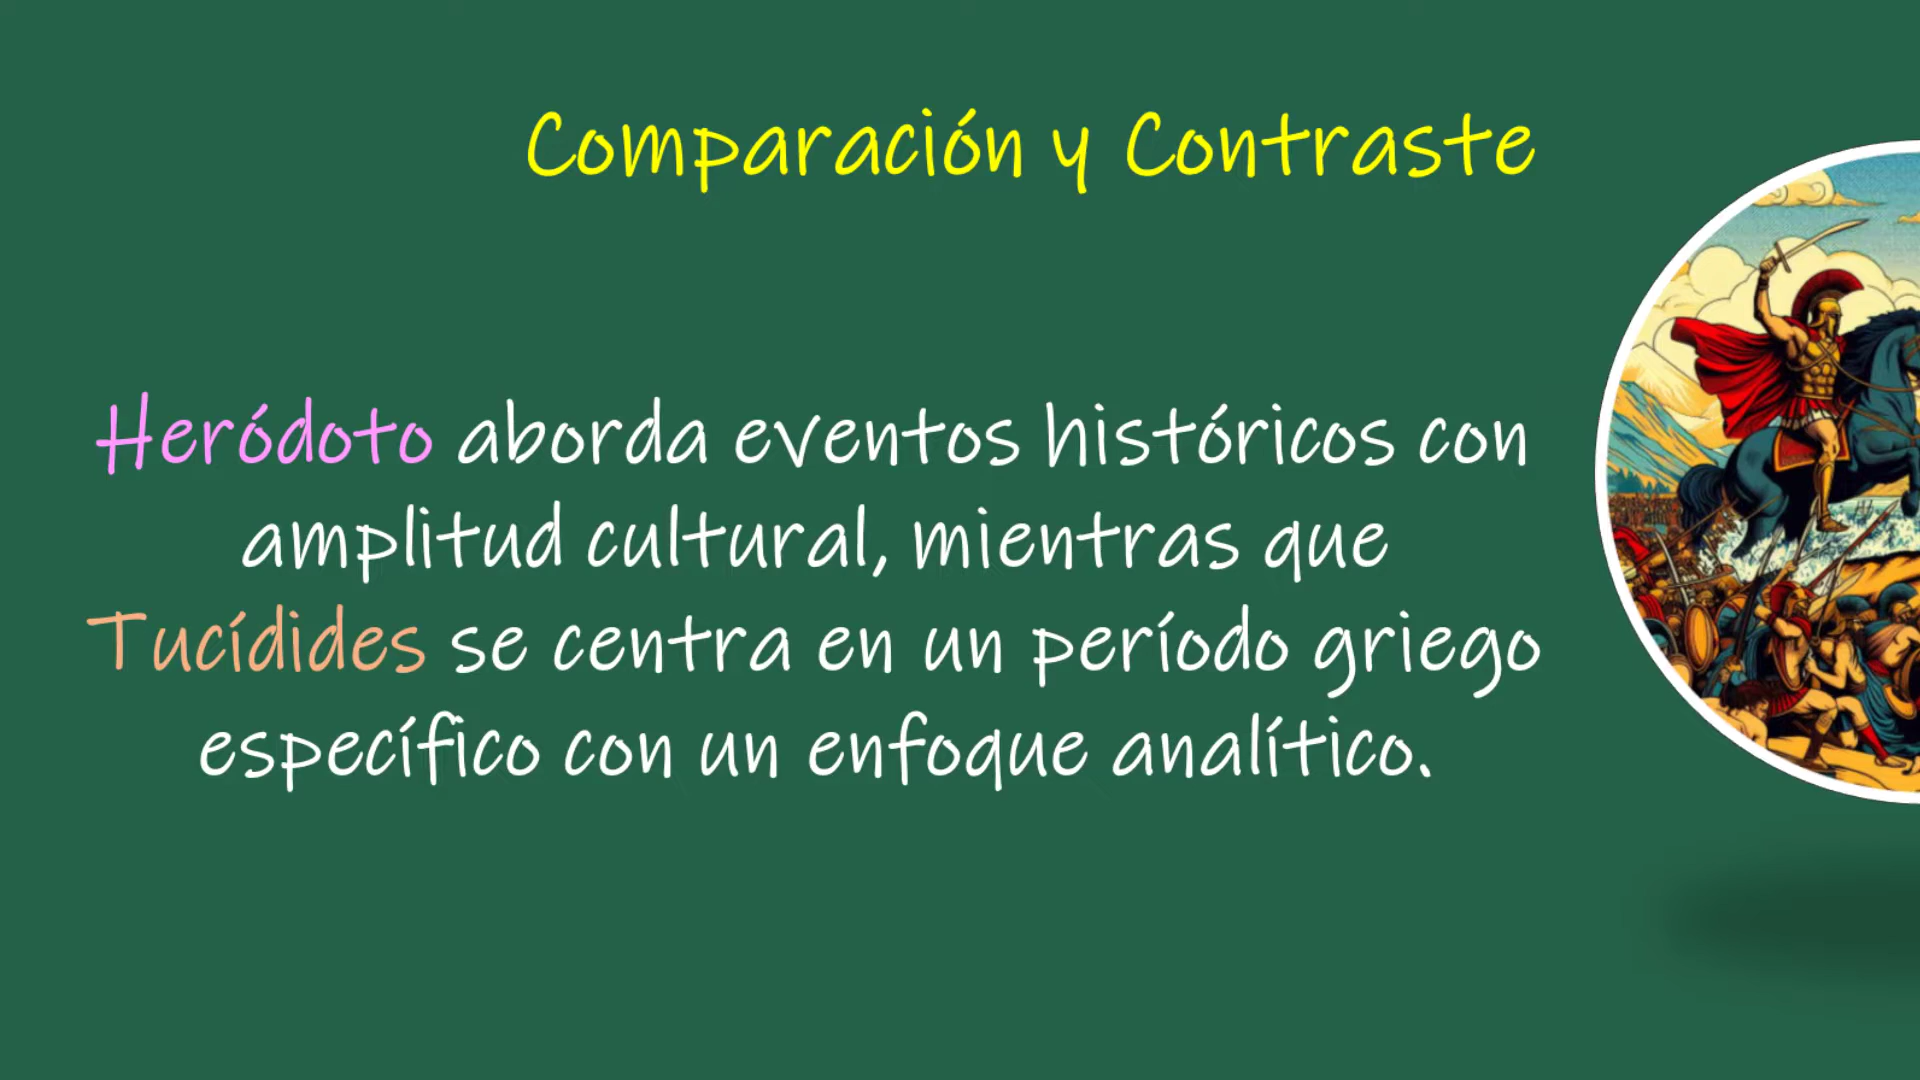 Comparación y Contraste
Heródoto aborda eventos históricos con
amplitud cultural, mientras que
Tucídides se centra en un período griego
específico con un enfoque analítico.